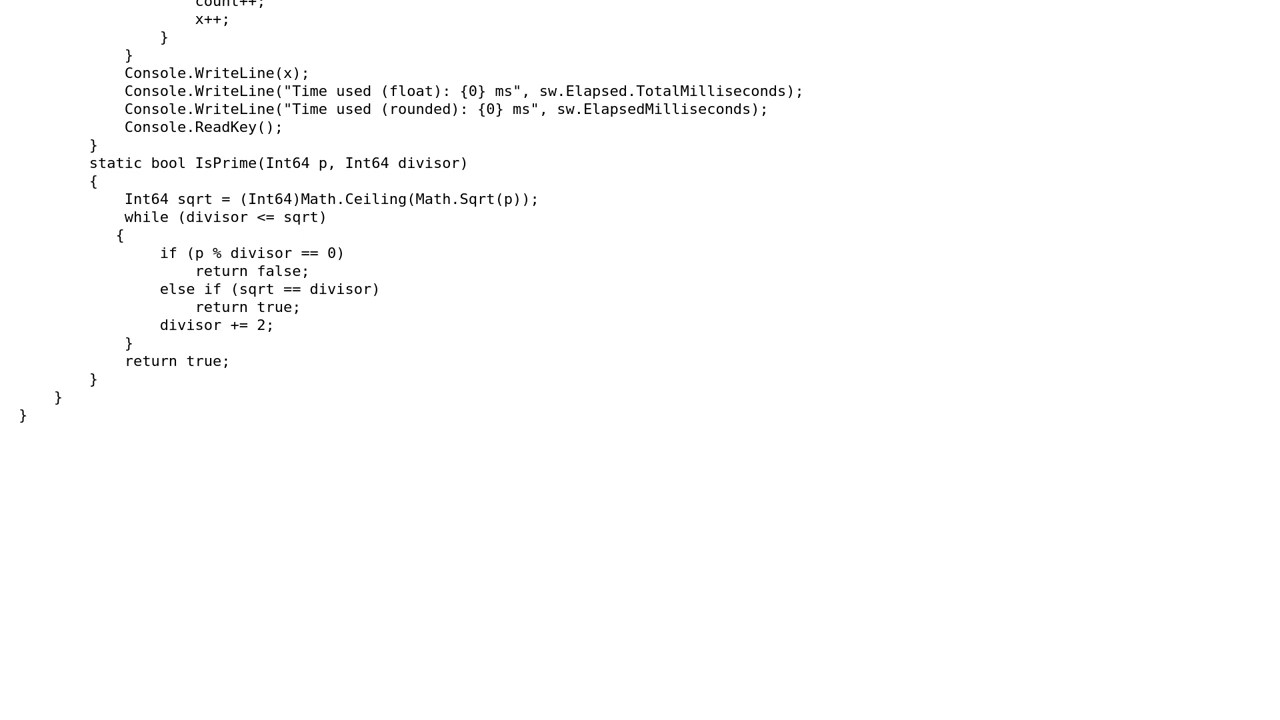 count++;
x++;
}
}
Console.WriteLine(x);
Console.WriteLine("Time used (float): {0} ms", sw.Elapsed.TotalMilliseconds);
Console.WriteLine("Time used (rounded): {0} ms", sw.ElapsedMilliseconds);
Console.ReadKey();
}
static bool IsPrime(Int64 p, Int64 divisor)
{
Int64 sqrt = (Int64)Math.Ceiling(Math.Sqrt(p));
while (divisor <= sqrt)
{
if (p % divisor == 0)
return false;
else if (sqrt == divisor)
return true;
divisor += 2;
}
return true;
}
}
}